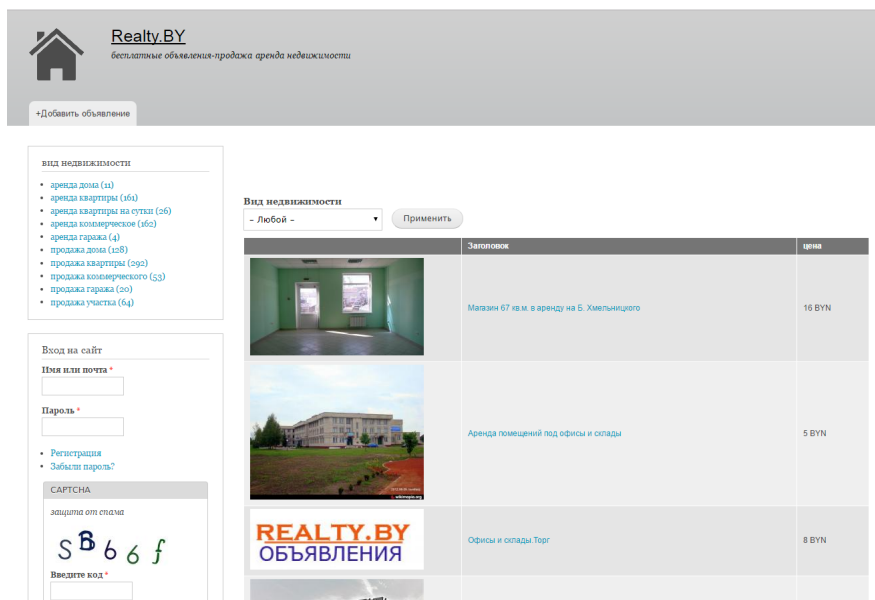 Realty.BY
бесплатные объявления-продажа аренда недвижимости
+Добавить объявление
вид недвижимости
аренда дома (11)
аренда квартиры (161)
аренда квартиры на сутки (26)
аренда коммерческое (162)
аренда гаража (4)
продажа дома (128)
продажа квартиры (292)
продажа коммерческого (53)
продажа гаража (20)
продажа участка (64)
Вход на сайт
Имя или почта *
Пароль *
Регистрация
Забыли пароль?
CAPTCHA
защита от спама
S B 6 6 f
Введите код *
Вид недвижимости
- Любой -
Применить
Заголовок цена
Магазин 67 кв.м. в аренду на Б. Хмельницкого 16 BYN
wikimapia.org
Аренда помещений под офисы и склады 5 BYN
REALTY.BY
ОБЪЯВЛЕНИЯ
Офисы и склады.Торг 8 BYN